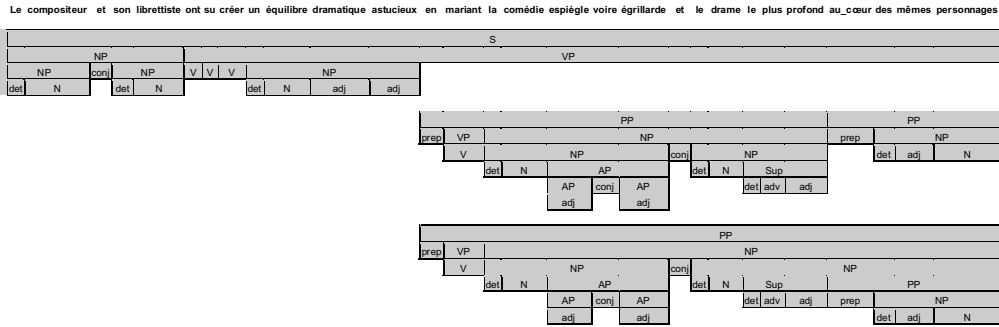 Le compositeur et son librettiste ont su créer un équilibre dramatique astucieux en mariant la comédie espiègle voire égrillarde et le drame le plus profond au_cœur des mêmes personnages
S
NP VP
NP conj NP V V V NP
det N det N det N adj adj
PP PP
prep VP NP prep NP
V NP conj NP det adj N
det N AP det N Sup
AP conj AP det adv adj
adj adj
PP
prep VP NP
V NP conj NP
det N AP det N Sup PP
AP conj AP det adv adj prep NP
adj adj det adj N